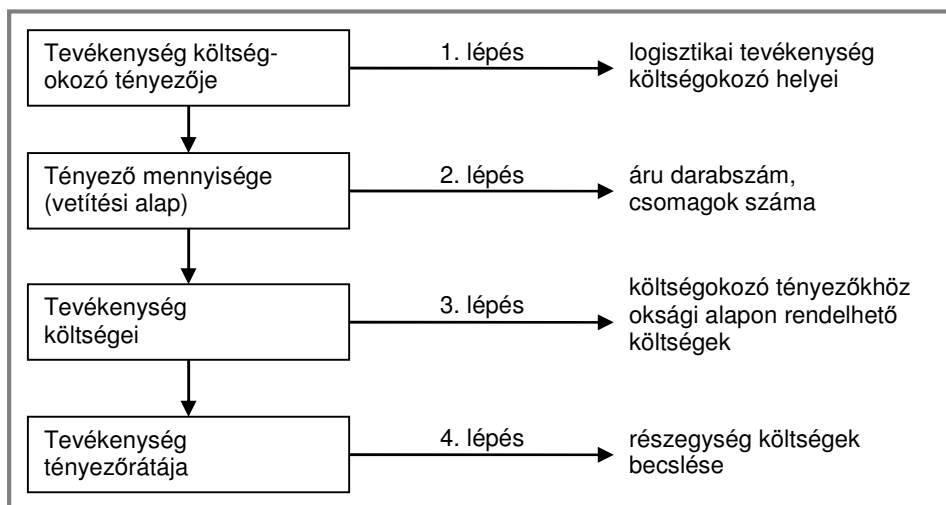 Tevékenység költség-
okozó tényezője
1. lépés
logisztikai tevékenység
költségokozó helyei
Tényező mennyisége
(vetítési alap)
2. lépés
áru darabszám,
csomagok száma
Tevékenység
költségei
3. lépés
költségokozó tényezőkhöz
oksági alapon rendelhető
költségek
Tevékenység
tényezőrátája
4. lépés
részegység költségek
becslése